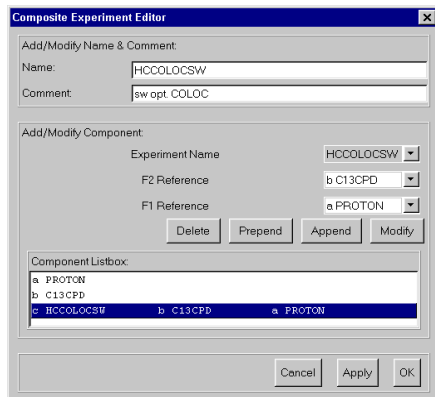 Composite Experiment Editor
Add/Modify Name & Comment:
Name: HCCOLOCSW
Comment: sw opt. COLOC
Add/Modify Component:
Experiment Name HCCOLOCSW
F2 Reference b C13CPD
F1 Reference a PROTON
Delete Prepend Append Modify
Component Listbox:
a PROTON
b C13CPD
c HCCOLOCSW b C13CPD a PROTON
Cancel Apply OK